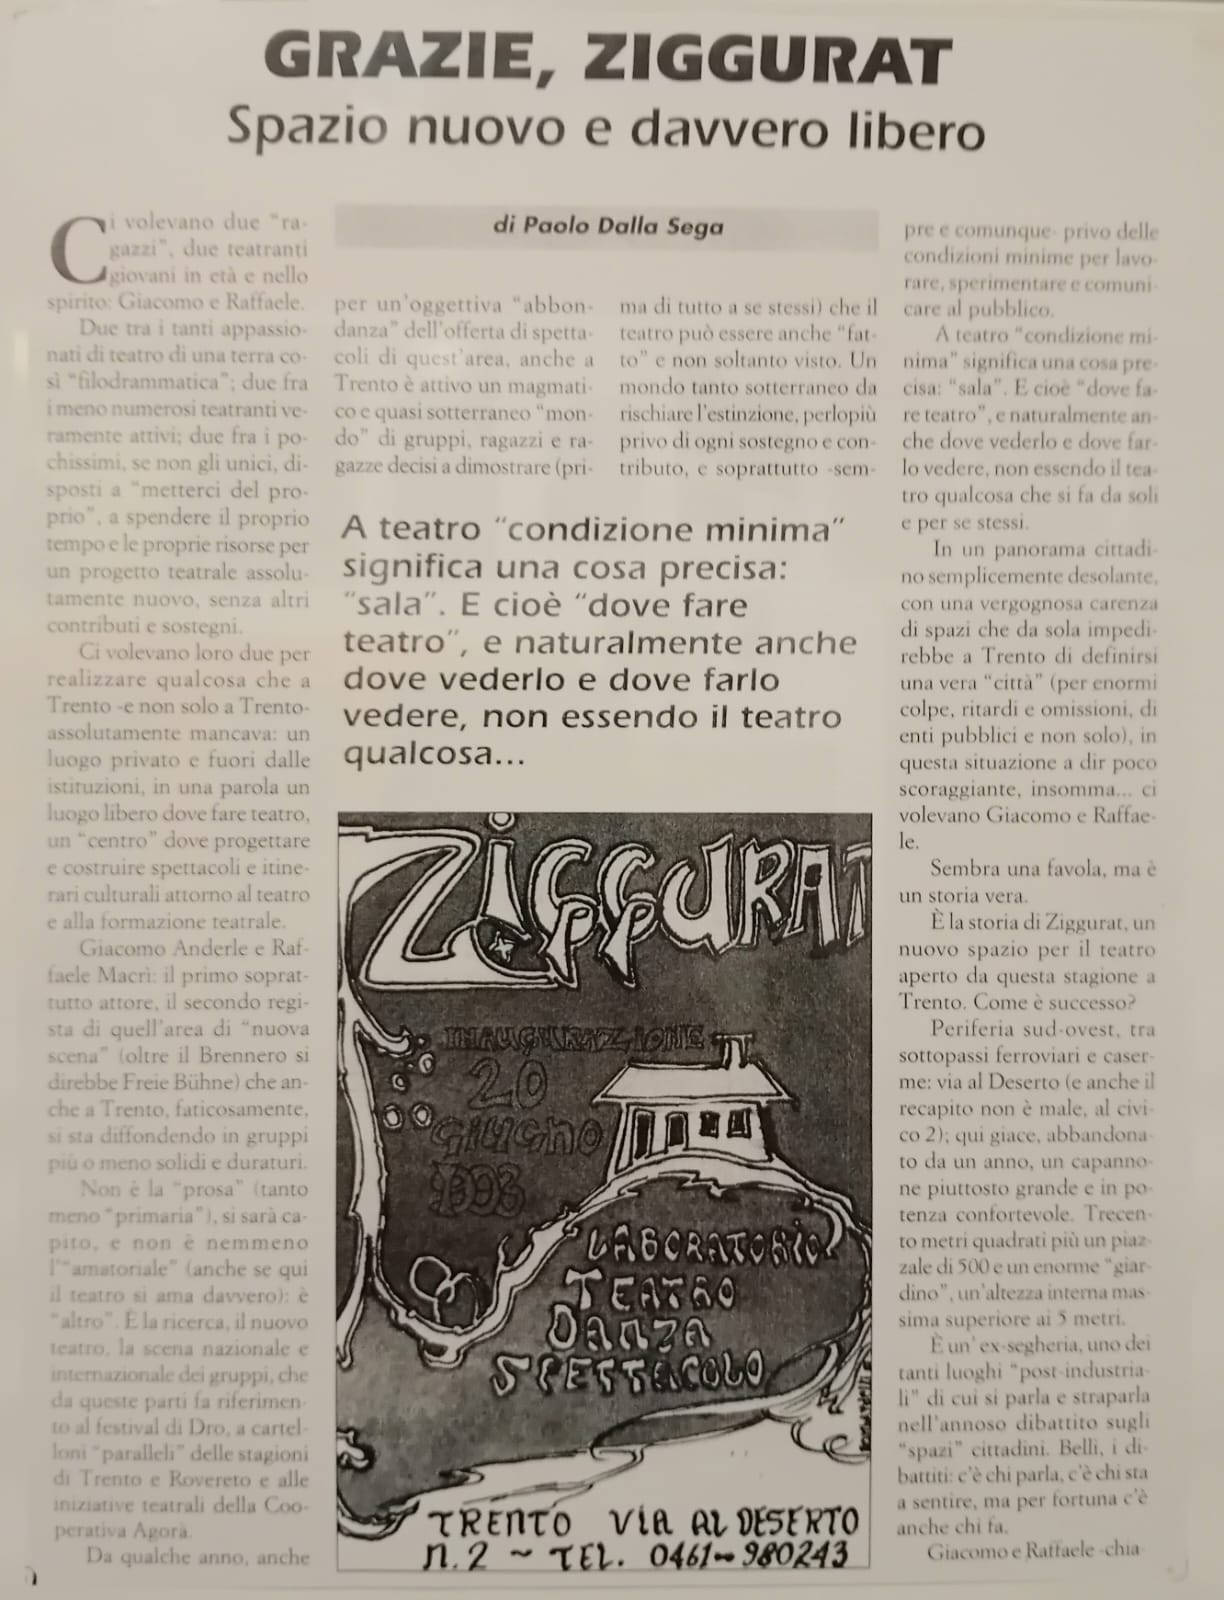 GRAZIE, ZIGGURAT
Spazio nuovo e davvero libero
di Paolo Dalla Sega
Ci volevano due "ra-
gazzi", due teatranti
giovani in età e nello
spirito: Giacomo e Raffaele.
Due tra i tanti appassio-
nati di teatro di una terra co-
sì "filodrammatica"; due fra
i meno numerosi teatranti ve-
ramente attivi; due fra i po-
chissimi, se non gli unici, di-
sposti a "metterci del pro-
prio", a spendere il proprio
tempo e le proprie risorse per
un progetto teatrale assolu-
tamente nuovo, senza altri
contributi e sostegni.
Ci volevano loro due per
realizzare qualcosa che a
Trento -e non solo a Trento-
assolutamente mancava: un
luogo privato e fuori dalle
istituzioni, in una parola un
luogo libero dove fare teatro,
un "centro" dove progettare
e costruire spettacoli e itine-
rari culturali attorno al teatro
e alla formazione teatrale.
Giacomo Anderle e Raf-
faele Macrì: il primo soprat-
tutto attore, il secondo regi-
sta di quell'area di "nuova
scena" (oltre il Brennero si
direbbe Freie Bühne) che an-
che a Trento, faticosamente,
si sta diffondendo in gruppi
più o meno solidi e duraturi.
Non è la "prosa" (tanto
meno "primaria"), si sarà ca-
pito, e non è nemmeno
l'"amatoriale" (anche se qui
il teatro si ama davvero): è
"altro". È la ricerca, il nuovo
teatro, la scena nazionale e
internazionale dei gruppi, che
da queste parti fa riferimen-
to al festival di Dro, a cartel-
loni "paralleli" delle stagioni
di Trento e Rovereto e alle
iniziative teatrali della Coo-
perativa Agorà.
Da qualche anno, anche
per un'oggettiva "abbon-
danza" dell'offerta di spetta-
coli di quest'area, anche a
Trento è attivo un magmati-
co e quasi sotterraneo "mon-
do" di gruppi, ragazzi e ra-
gazze decisi a dimostrare (pri-
ma di tutto a se stessi) che il
teatro può essere anche "fat-
to" e non soltanto visto. Un
mondo tanto sotterraneo da
rischiare l'estinzione, perlopiù
privo di ogni sostegno e con-
tributo, e soprattutto -sem-
A teatro "condizione minima"
significa una cosa precisa:
"sala". E cioè "dove fare
teatro", e naturalmente anche
dove vederlo e dove farlo
vedere, non essendo il teatro
qualcosa...
ZIGGURAT
INAUGURAZIONE
20
GIUGNO
1993
LABORATORIO
TEATRO
DANZA
SPETTACOLO
TRENTO VIA AL DESERTO
N. 2 ~ TEL. 0461~980243
pre e comunque- privo delle
condizioni minime per lavo-
rare, sperimentare e comuni-
care al pubblico.
A teatro "condizione mi-
nima" significa una cosa pre-
cisa: "sala". E cioè "dove fa-
re teatro", e naturalmente an-
che dove vederlo e dove far-
lo vedere, non essendo il tea-
tro qualcosa che si fa da soli
e per se stessi.
In un panorama cittadi-
no semplicemente desolante,
con una vergognosa carenza
di spazi che da sola impedi-
rebbe a Trento di definirsi
una vera "città" (per enormi
colpe, ritardi e omissioni, di
enti pubblici e non solo), in
questa situazione a dir poco
scoraggiante, insomma... ci
volevano Giacomo e Raffae-
le.
Sembra una favola, ma è
un storia vera.
È la storia di Ziggurat, un
nuovo spazio per il teatro
aperto da questa stagione a
Trento. Come è successo?
Periferia sud-ovest, tra
sottopassi ferroviari e caser-
me: via al Deserto (e anche il
recapito non è male, al civi-
co 2); qui giace, abbandona-
to da un anno, un capanno-
ne piuttosto grande e in po-
tenza confortevole. Trecen-
to metri quadrati più un piaz-
zale di 500 e un enorme "giar-
dino", un'altezza interna mas-
sima superiore ai 5 metri.
È un' ex-segheria, uno dei
tanti luoghi "post-industria-
li" di cui si parla e straparla
nell'annoso dibattito sugli
"spazi" cittadini. Belli, i di-
battiti: c'è chi parla, c'è chi sta
a sentire, ma per fortuna c'è
anche chi fa.
Giacomo e Raffaele -chia-